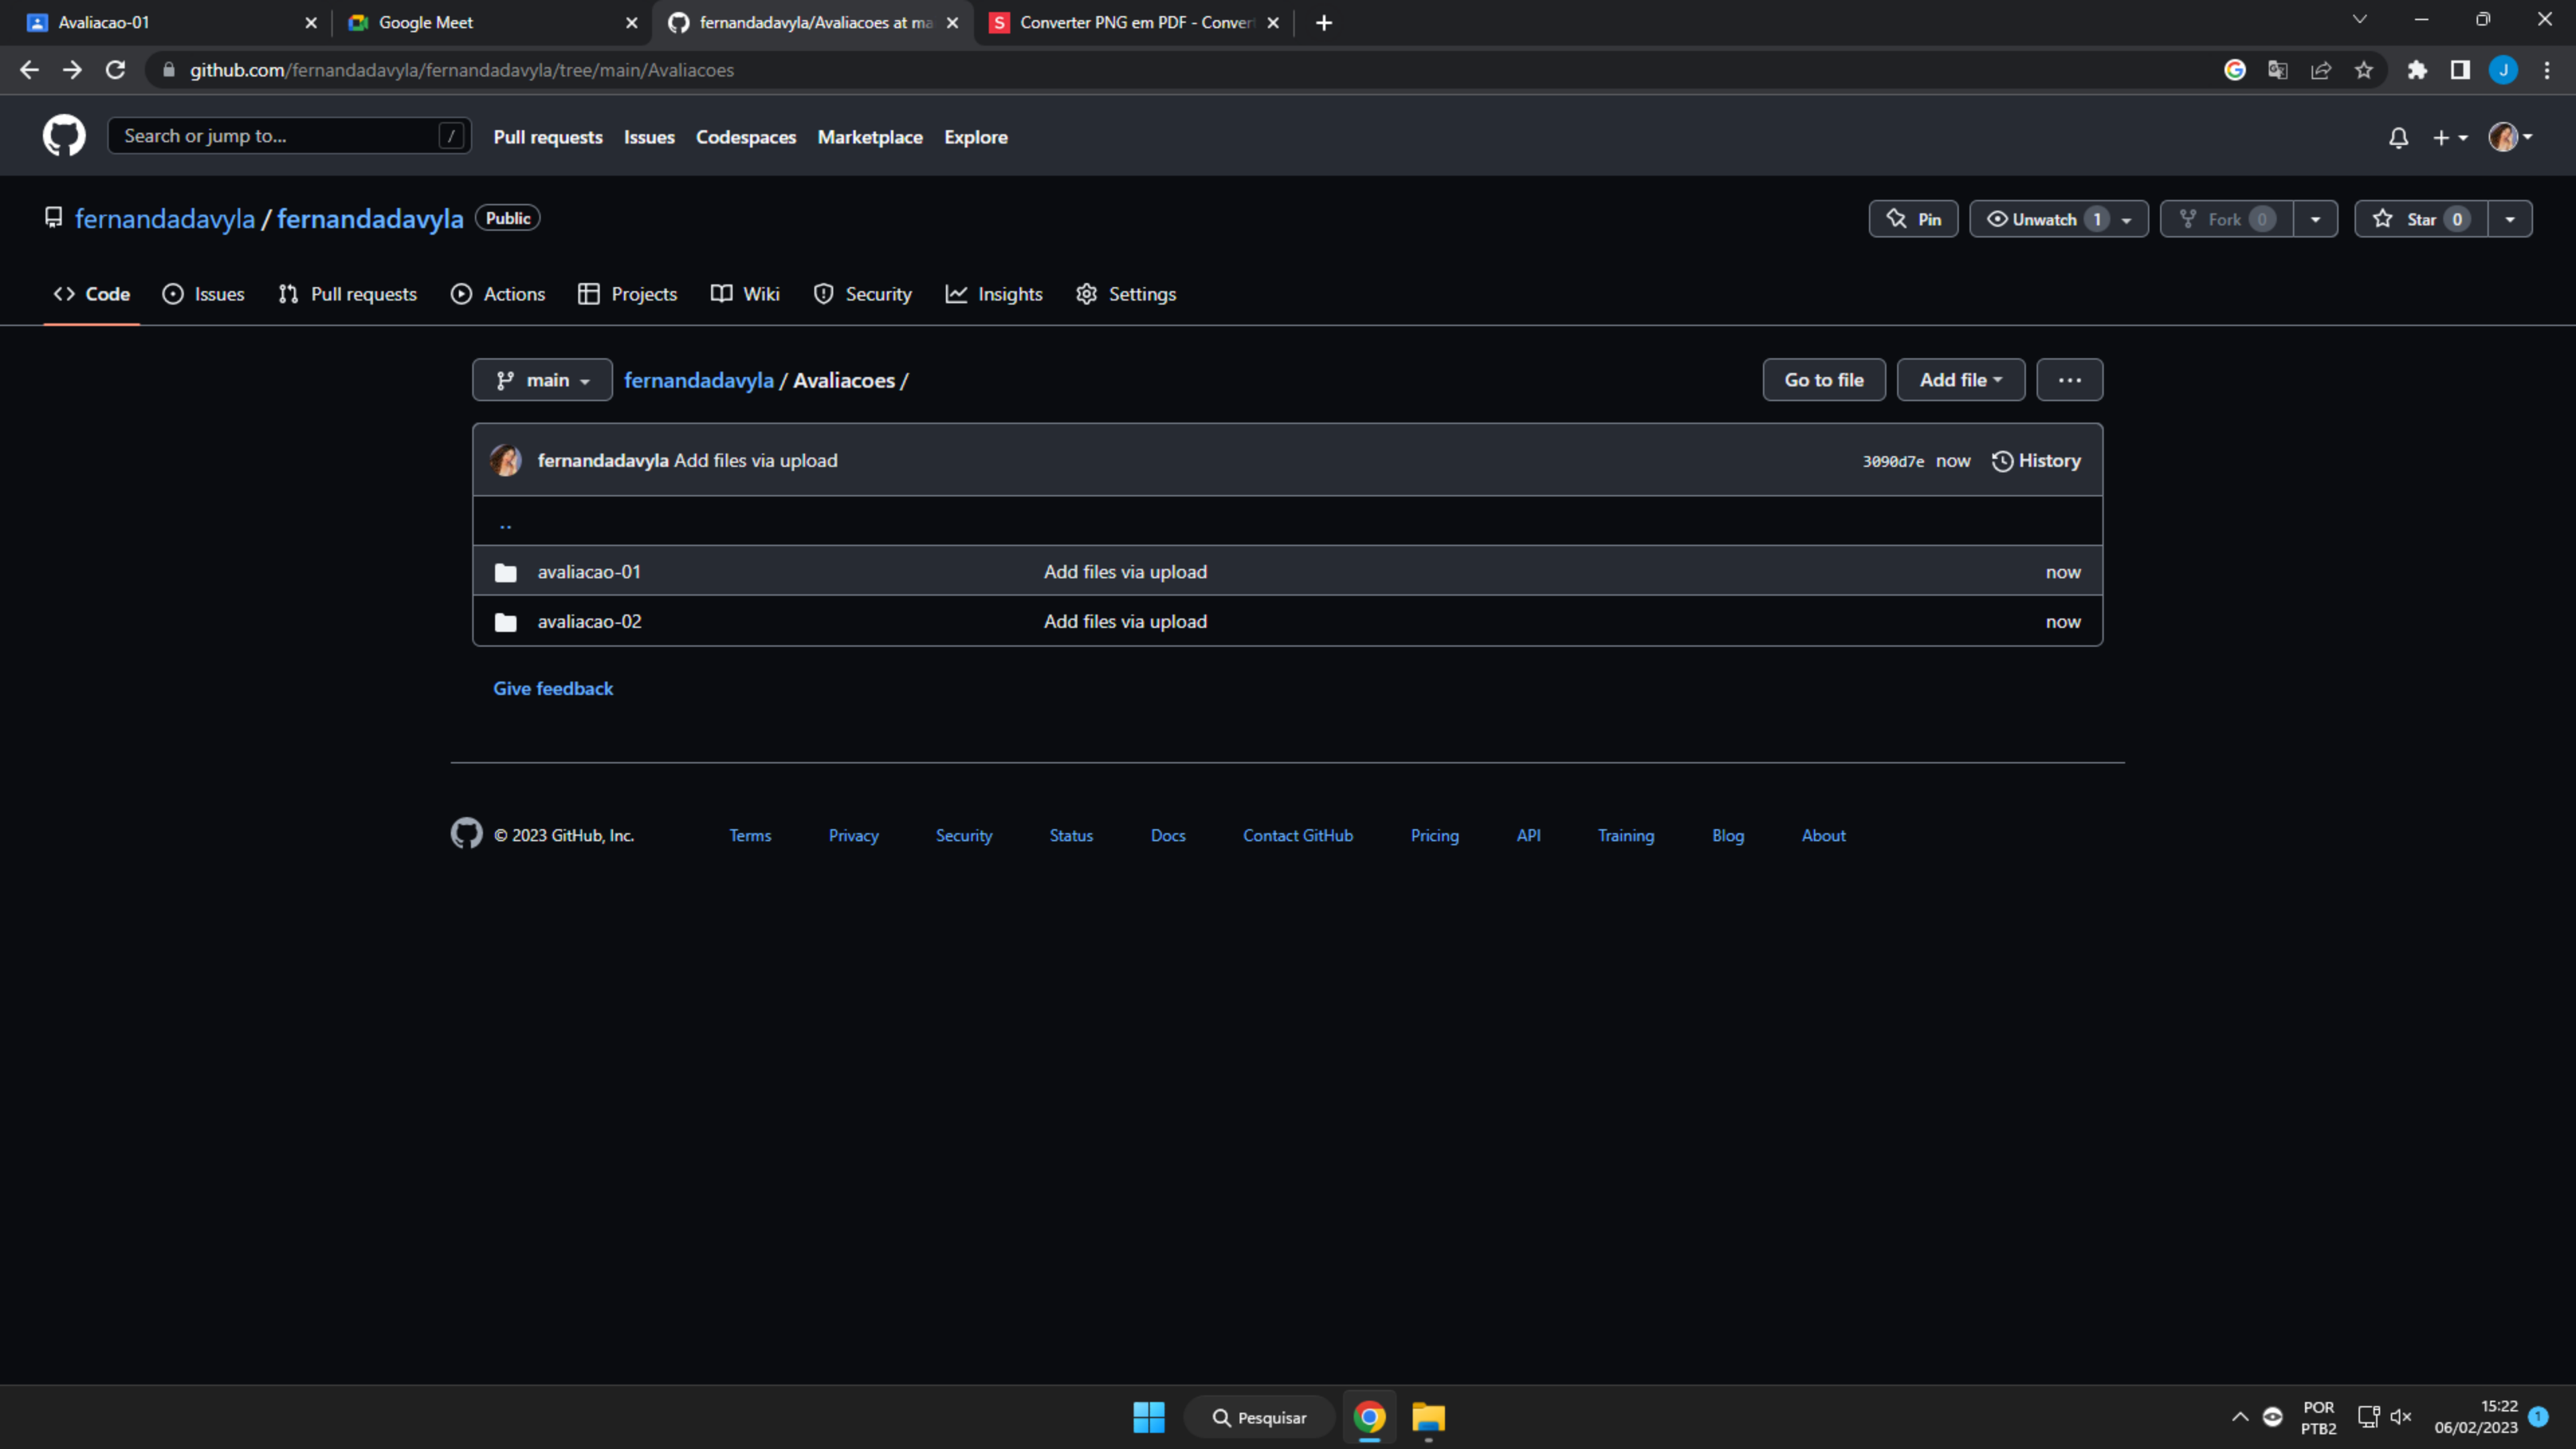 Avaliacao-01
Google Meet
fernandadavyla/Avaliacoes at ma
S Converter PNG em PDF - Conver
github.com/fernandadavyla/fernandadavyla/tree/main/Avaliacoes
J
Search or jump to... /
Pull requests Issues Codespaces Marketplace Explore
fernandadavyla / fernandadavyla Public
Pin Unwatch 1 Fork 0 Star 0
Code Issues Pull requests Actions Projects Wiki Security Insights Settings
main fernandadavyla / Avaliacoes / Go to file Add file ...
fernandadavyla Add files via upload 3090d7e now History
..
avaliacao-01 Add files via upload now
avaliacao-02 Add files via upload now
Give feedback
© 2023 GitHub, Inc. Terms Privacy Security Status Docs Contact GitHub Pricing API Training Blog About
Pesquisar
POR
PTB2
15:22
06/02/2023
1